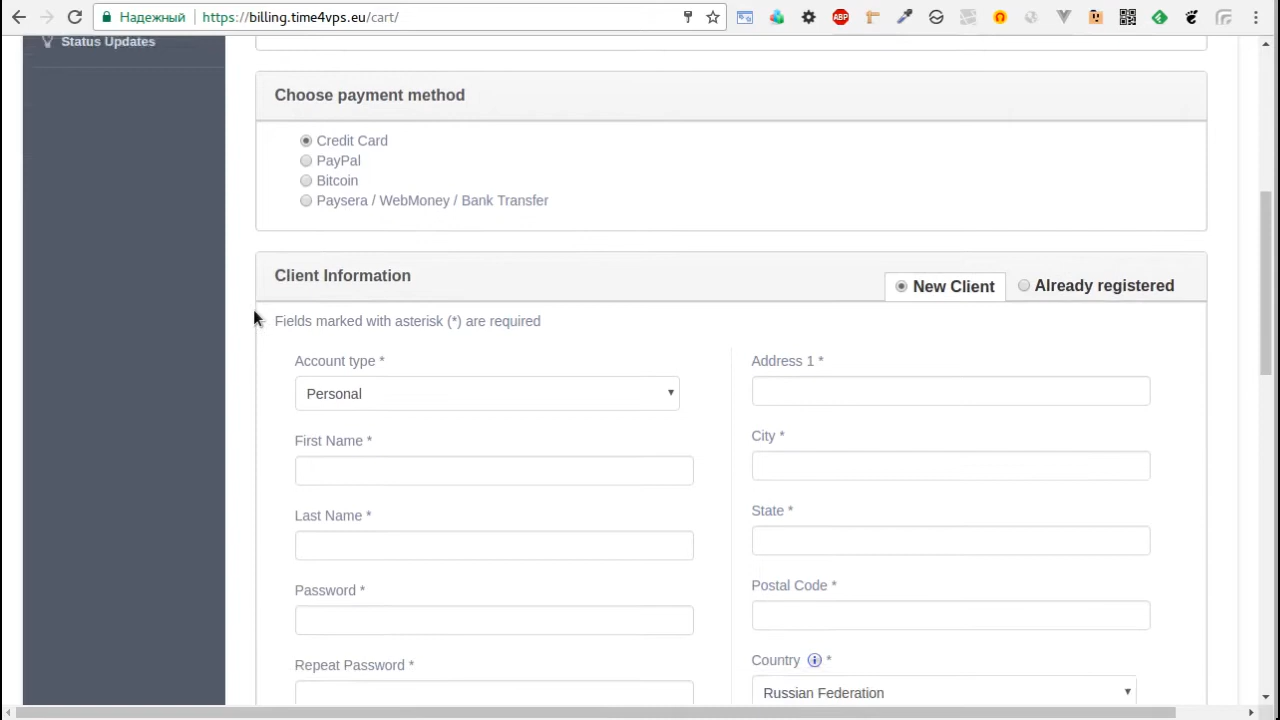 Надежный https://billing.time4vps.eu/cart/
ABP
Status Updates
Choose payment method
Credit Card
PayPal
Bitcoin
Paysera / WebMoney / Bank Transfer
Client Information
New Client
Already registered
Fields marked with asterisk (*) are required
Account type *
Personal
First Name *
Last Name *
Password *
Repeat Password *
Address 1 *
City *
State *
Postal Code *
Country *
Russian Federation